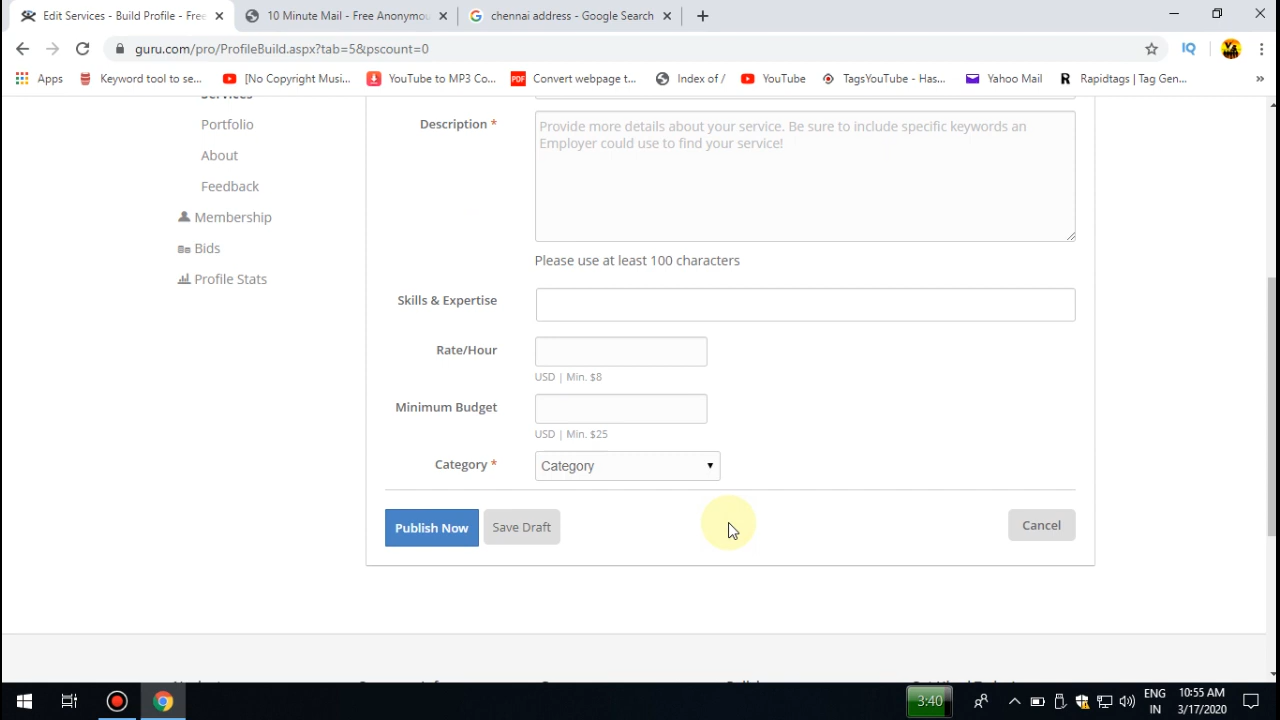 Edit Services - Build Profile - Free
10 Minute Mail - Free Anonymou
chennai address - Google Search
guru.com/pro/ProfileBuild.aspx?tab=5&pscount=0
IQ
Apps
Keyword tool to se...
[No Copyright Musi...
YouTube to MP3 Co...
PDF
Convert webpage t...
Index of /
YouTube
TagsYouTube - Has...
Yahoo Mail
R
Rapidtags | Tag Gen...
»
Services
Portfolio
About
Feedback
Membership
Bids
Profile Stats
Description *
Provide more details about your service. Be sure to include specific keywords an
Employer could use to find your service!
Please use at least 100 characters
Skills & Expertise
Rate/Hour
USD | Min. $8
Minimum Budget
USD | Min. $25
Category *
Category
Publish Now
Save Draft
Cancel
3:40
ENG
IN
10:55 AM
3/17/2020